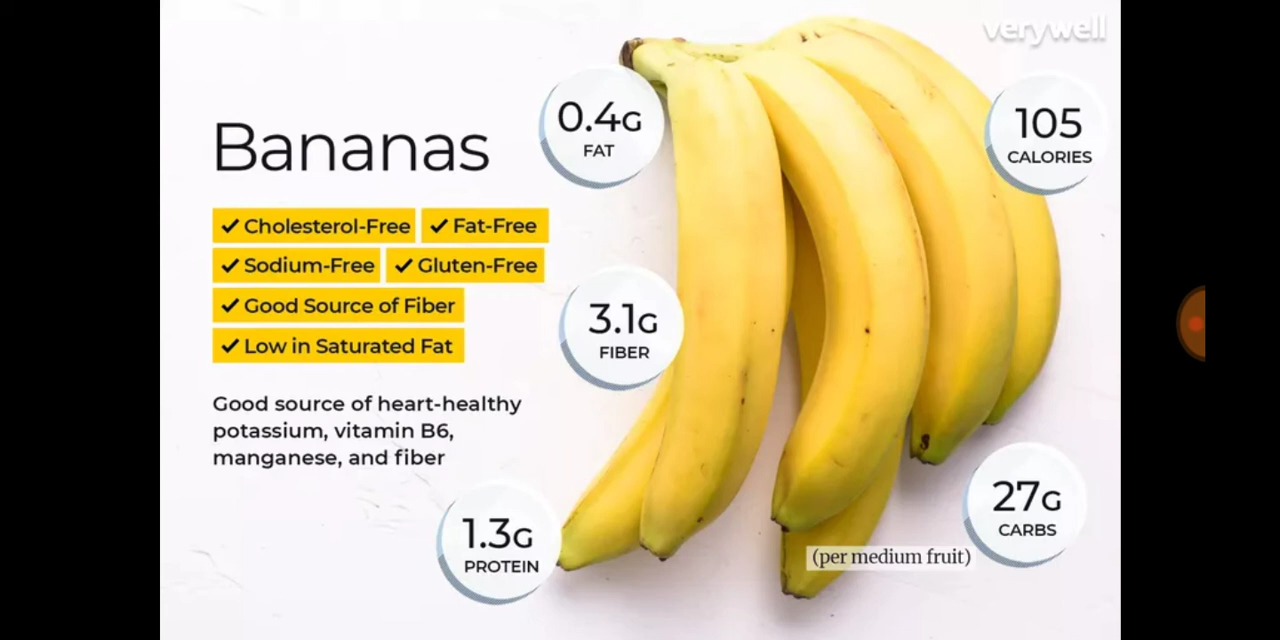 verywell
Bananas
✓ Cholesterol-Free ✓ Fat-Free
✓ Sodium-Free ✓ Gluten-Free
✓ Good Source of Fiber
✓ Low in Saturated Fat
Good source of heart-healthy
potassium, vitamin B6,
manganese, and fiber
0.4G
FAT
105
CALORIES
3.1G
FIBER
27G
CARBS
1.3G
PROTEIN
(per medium fruit)